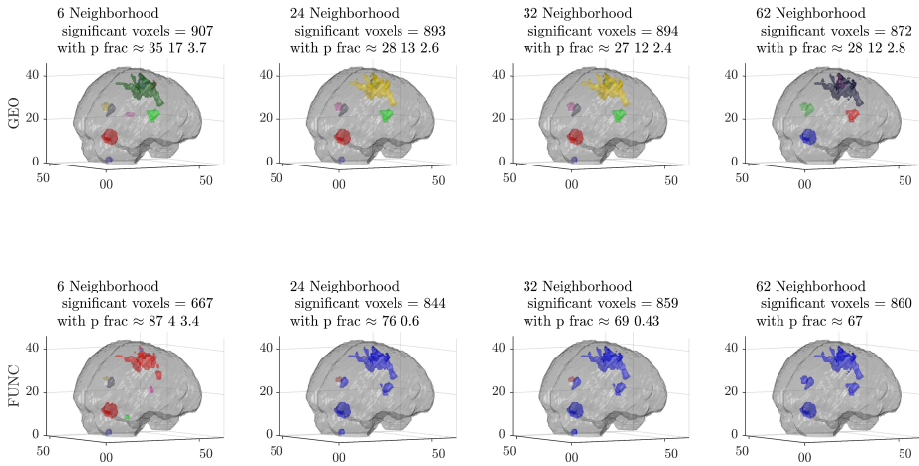 6 Neighborhood
significant voxels = 907
with p frac ≈ 35 17 3.7
24 Neighborhood
significant voxels = 893
with p frac ≈ 28 13 2.6
32 Neighborhood
significant voxels = 894
with p frac ≈ 27 12 2.4
62 Neighborhood
significant voxels = 872
with p frac ≈ 28 12 2.8
GEO
40
20
0
50
00
50
40
20
0
50
00
50
40
20
0
50
00
50
40
20
0
50
00
50
6 Neighborhood
significant voxels = 667
with p frac ≈ 87 4 3.4
24 Neighborhood
significant voxels = 844
with p frac ≈ 76 0.6
32 Neighborhood
significant voxels = 859
with p frac ≈ 69 0.43
62 Neighborhood
significant voxels = 860
with p frac ≈ 67
FUNC
40
20
0
50
00
50
40
20
0
50
00
50
40
20
0
50
00
50
40
20
0
50
00
50